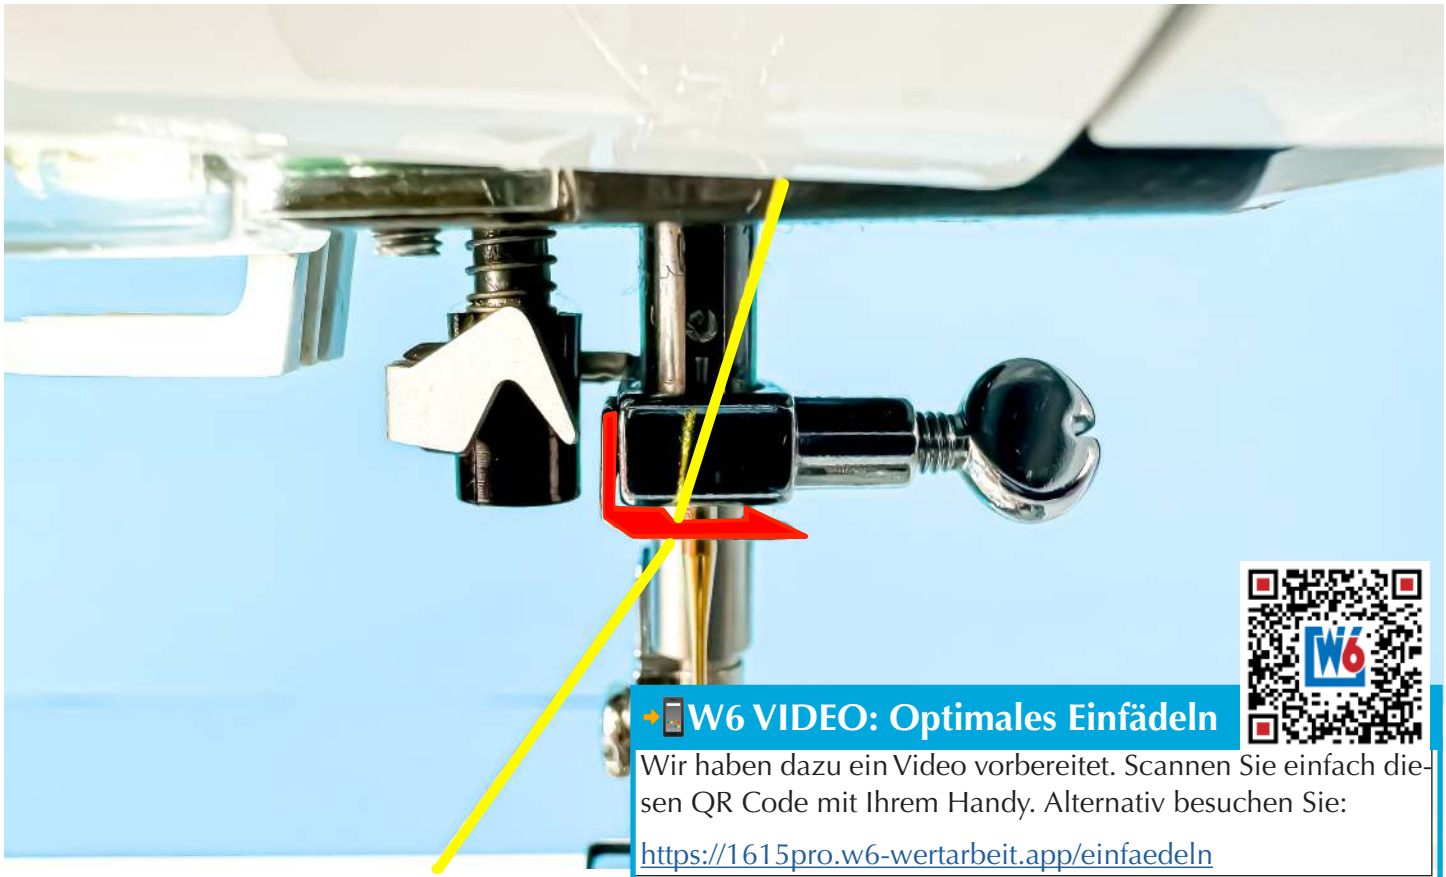 W6
W6 VIDEO: Optimales Einfädeln
Wir haben dazu ein Video vorbereitet. Scannen Sie einfach die-
sen QR Code mit Ihrem Handy. Alternativ besuchen Sie:
https://1615pro.w6-wertarbeit.app/einfaedeln